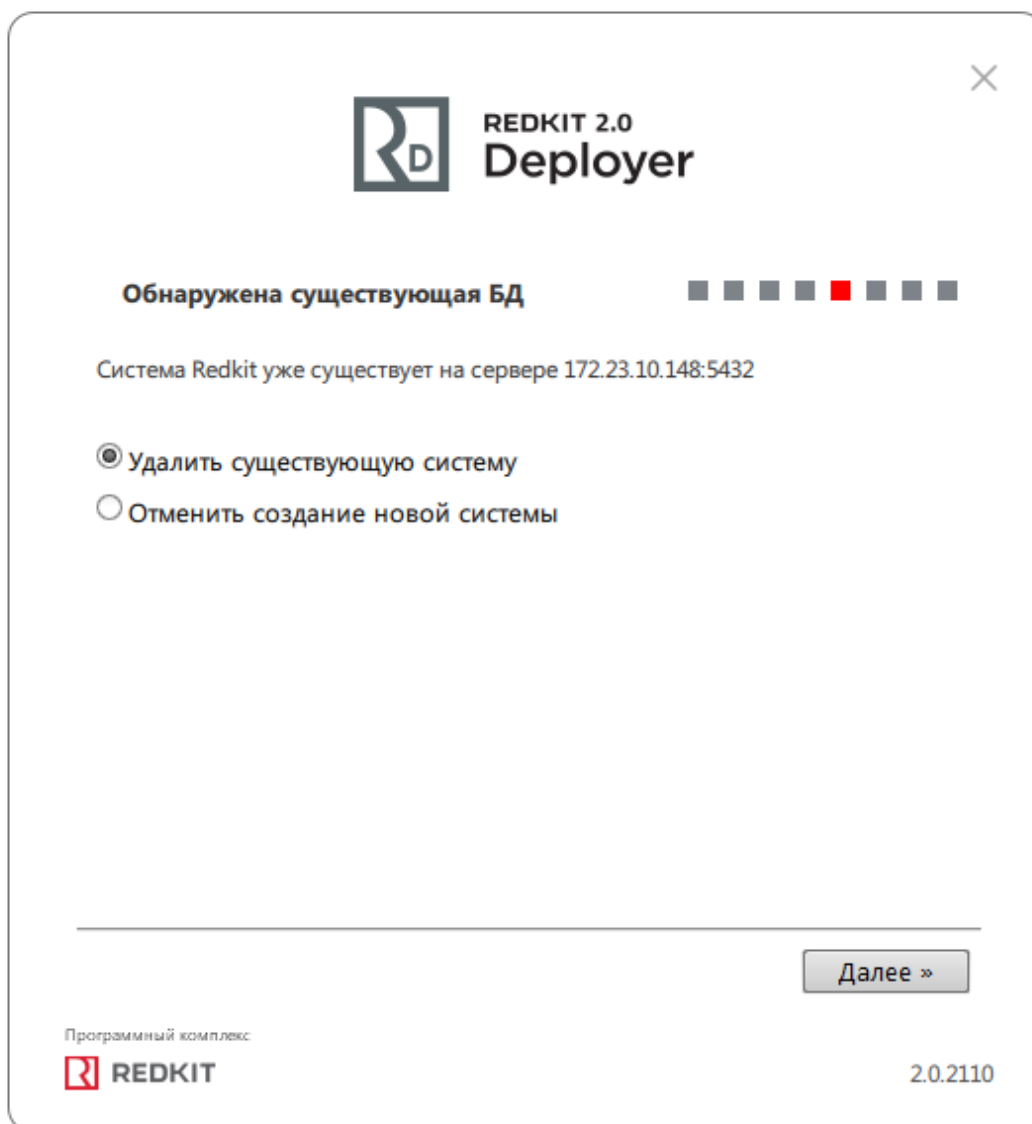 RD
REDKIT 2.0
Deployer
Обнаружена существующая БД
Система Redkit уже существует на сервере 172.23.10.148:5432
Удалить существующую систему
Отменить создание новой системы
Далее »
Программный комплекс
REDKIT
2.0.2110